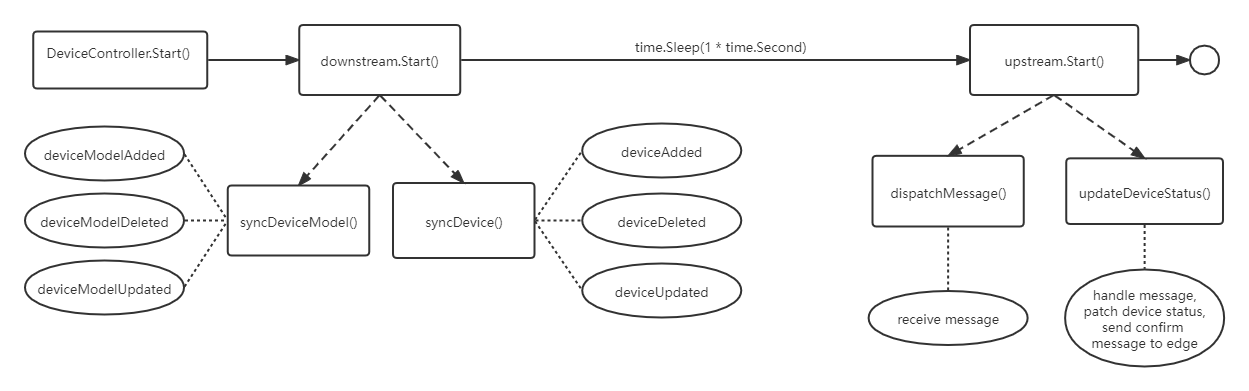 DeviceController.Start()
downstream.Start()
time.Sleep(1 * time.Second)
upstream.Start()
deviceModelAdded
deviceModelDeleted
deviceModelUpdated
syncDeviceModel()
syncDevice()
deviceAdded
deviceDeleted
deviceUpdated
dispatchMessage()
updateDeviceStatus()
receive message
handle message,
patch device status,
send confirm
message to edge